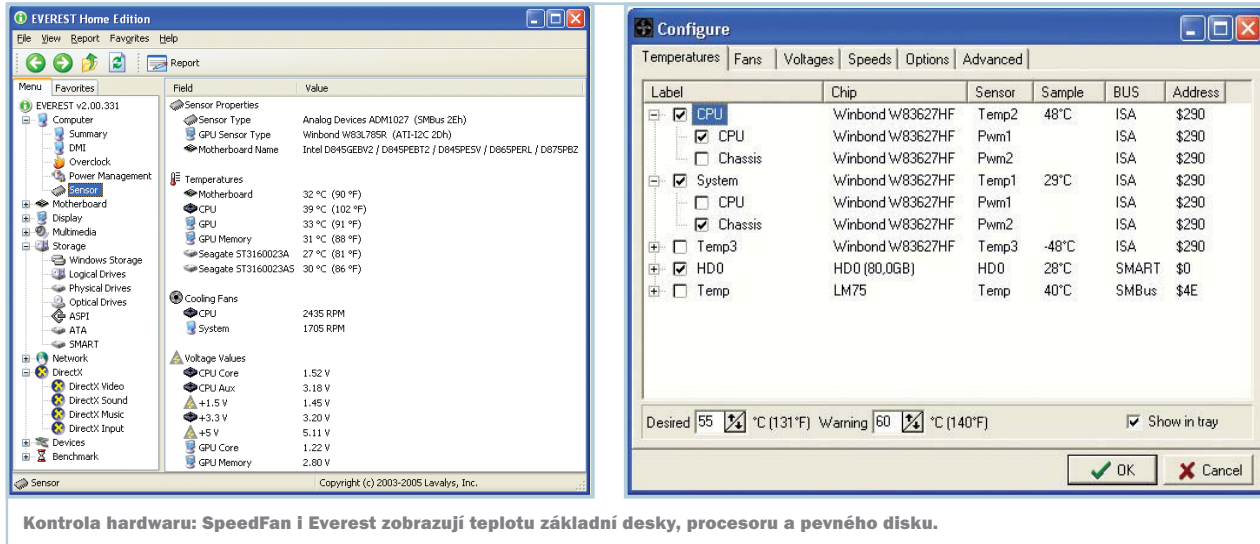 EVEREST Home Edition
File View Report Favorites Help
Report
Menu Favorites
EVEREST v2.00.331
Computer
Summary
DMI
Overclock
Power Management
Sensor
Motherboard
Display
Multimedia
Storage
Windows Storage
Logical Drives
Physical Drives
Optical Drives
ASPI
ATA
SMART
Network
DirectX
DirectX Video
DirectX Sound
DirectX Music
DirectX Input
Devices
Benchmark
Field Value
Sensor Properties
Sensor Type Analog Devices ADM1027 (SMBus 2Eh)
GPU Sensor Type Winbond W83L785R (ATI-I2C 2Dh)
Motherboard Name Intel D845GEBV2 / D845PEBT2 / D845PESV / D865PERL / D875PBZ
Temperatures
Motherboard 32 °C (90 °F)
CPU 39 °C (102 °F)
GPU 33 °C (91 °F)
GPU Memory 31 °C (88 °F)
Seagate ST3160023A 27 °C (81 °F)
Seagate ST3160023AS 30 °C (86 °F)
Cooling Fans
CPU 2435 RPM
System 1705 RPM
Voltage Values
CPU Core 1.52 V
CPU Aux 3.18 V
+1.5 V 1.45 V
+3.3 V 3.20 V
+5 V 5.11 V
GPU Core 1.22 V
GPU Memory 2.80 V
Sensor Copyright (c) 2003-2005 Lavalys, Inc.
Configure
Temperatures Fans Voltages Speeds Options Advanced
Label Chip Sensor Sample BUS Address
CPU Winbond W83627HF Temp2 48°C ISA $290
CPU Winbond W83627HF Pwm1 ISA $290
Chassis Winbond W83627HF Pwm2 ISA $290
System Winbond W83627HF Temp1 29°C ISA $290
CPU Winbond W83627HF Pwm1 ISA $290
Chassis Winbond W83627HF Pwm2 ISA $290
Temp3 Winbond W83627HF Temp3 -48°C ISA $290
HD0 HD0 (80,0GB) HD0 28°C SMART $0
Temp LM75 Temp 40°C SMBus $4E
Desired 55 °C (131°F) Warning 60 °C (140°F) Show in tray
OK Cancel
Kontrola hardwaru: SpeedFan i Everest zobrazují teplotu základní desky, procesoru a pevného disku.